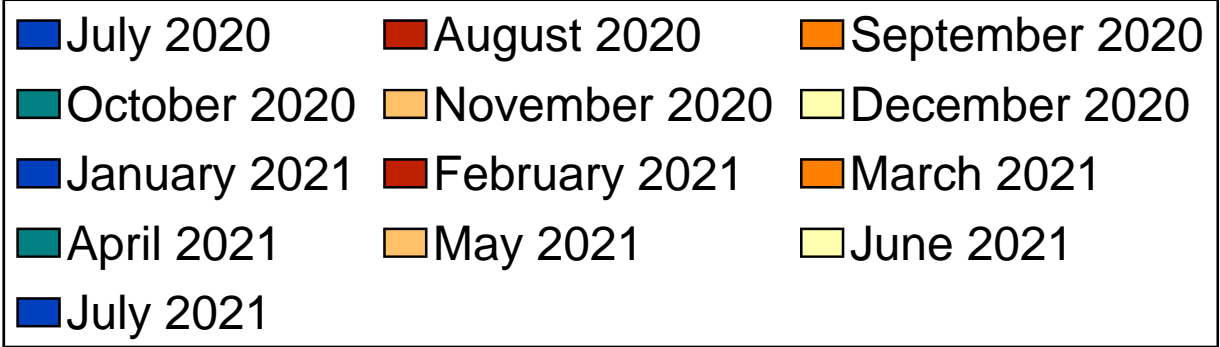 July 2020 August 2020 September 2020
October 2020 November 2020 December 2020
January 2021 February 2021 March 2021
April 2021 May 2021 June 2021
July 2021